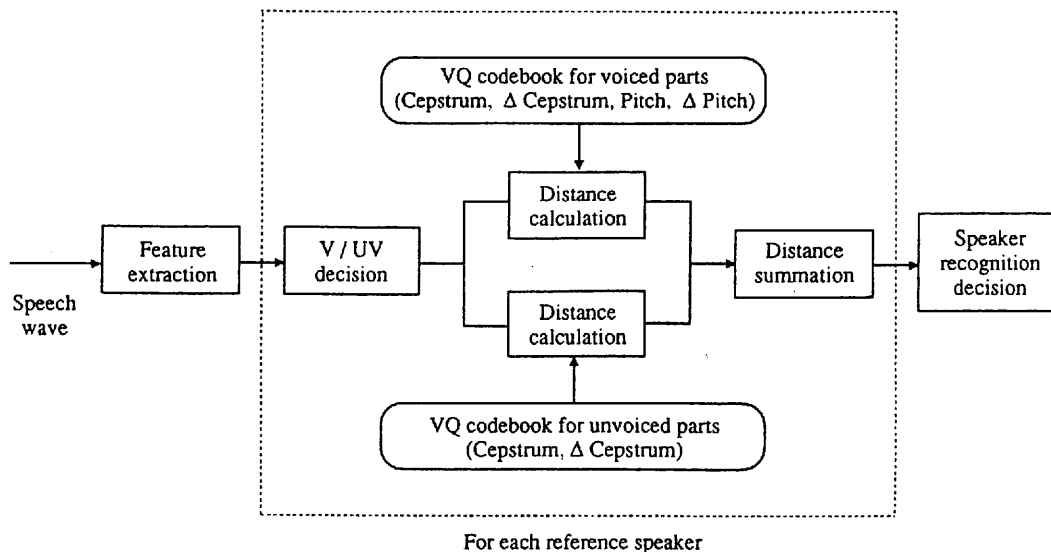 VQ codebook for voiced parts
(Cepstrum, Δ Cepstrum, Pitch, Δ Pitch)
Distance
calculation
Feature
extraction
V / UV
decision
Distance
summation
Speaker
recognition
decision
Speech
wave
Distance
calculation
VQ codebook for unvoiced parts
(Cepstrum, Δ Cepstrum)
For each reference speaker